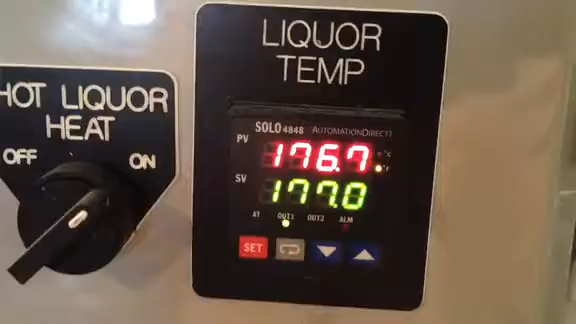 HOT LIQUOR
HEAT
OFF ON
LIQUOR
TEMP
SOLO 4848 AUTOMATIONDIRECT
PV 176.7 °C
°F
SV 177.0
AT OUT1 OUT2 ALM
SET